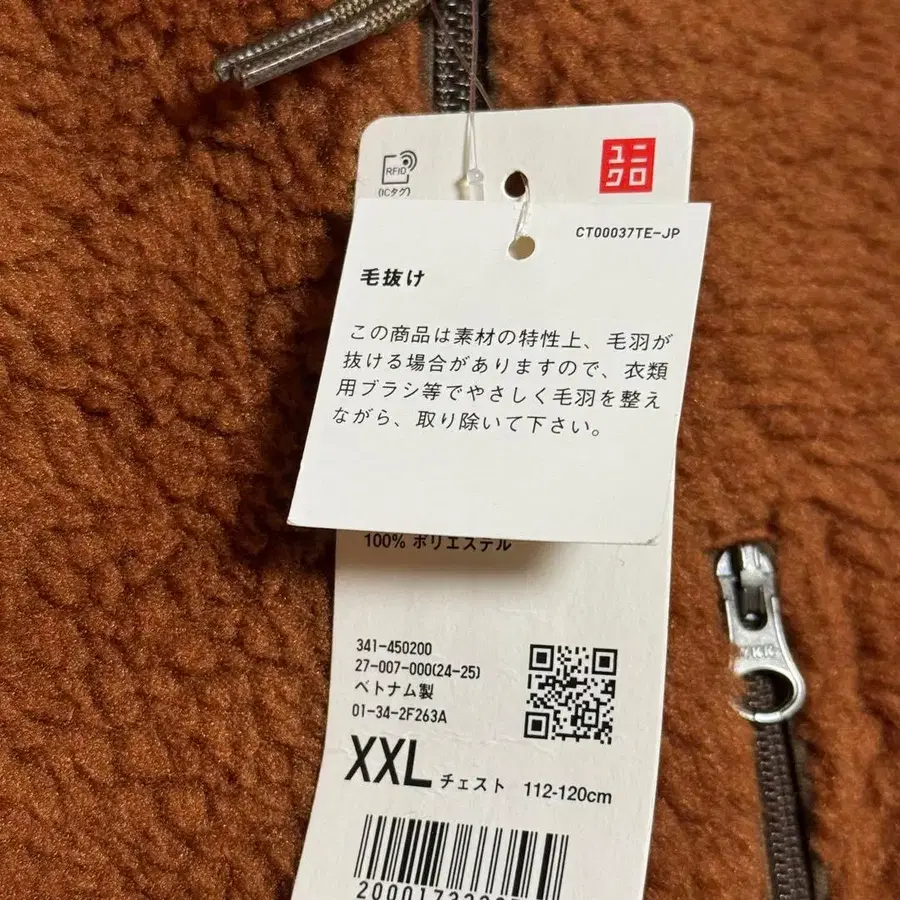 RFID
(ICタグ)
ユニ
クロ
CT00037TE-JP
毛抜け
この商品は素材の特性上、毛羽が
抜ける場合がありますので、衣類
用ブラシ等でやさしく毛羽を整え
ながら、取り除いて下さい。
100% ポリエステル
341-450200
27-007-000(24-25)
ベトナム製
01-34-2F263A
XXL チェスト 112-120cm
YKK